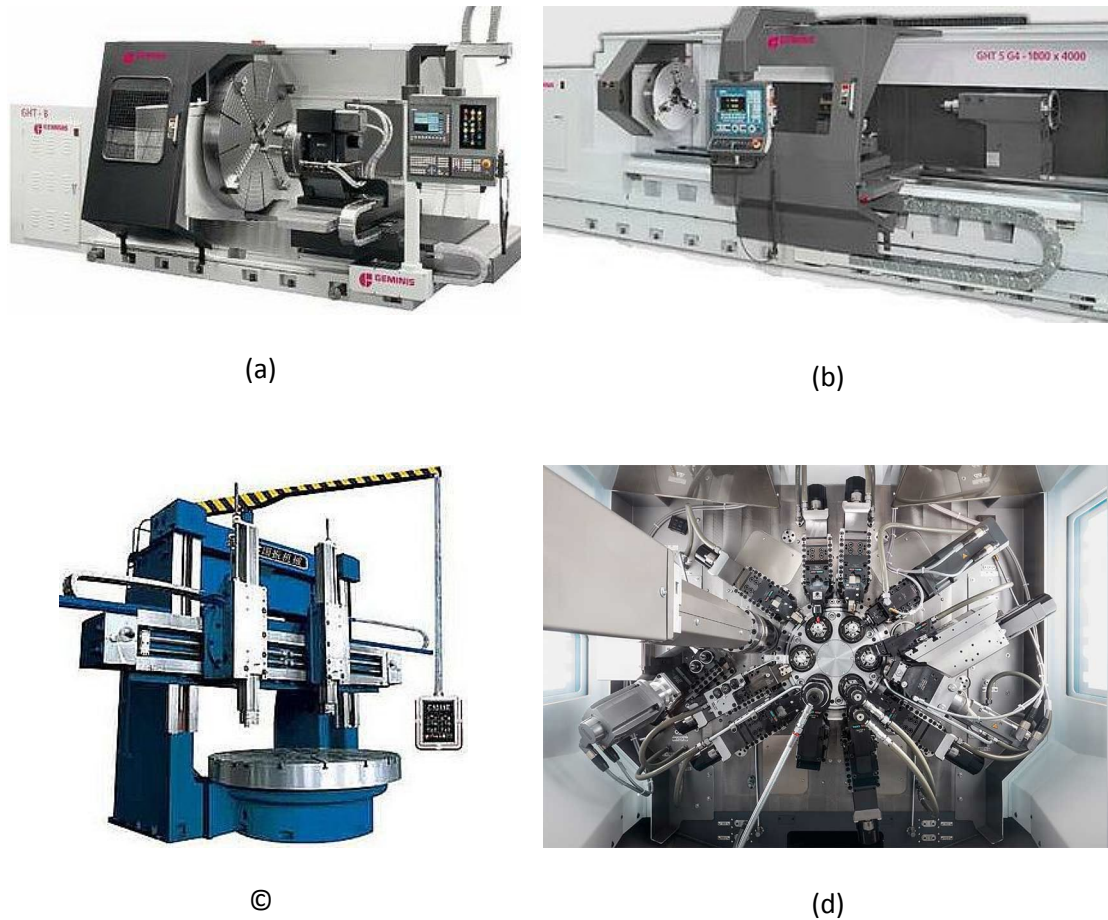 GEMINIS
GHT - 8
GEMINIS
GEMINIS
(a)
GEMINIS
GHT 5 G4 - 1000 x 4000
(b)
©
(d)